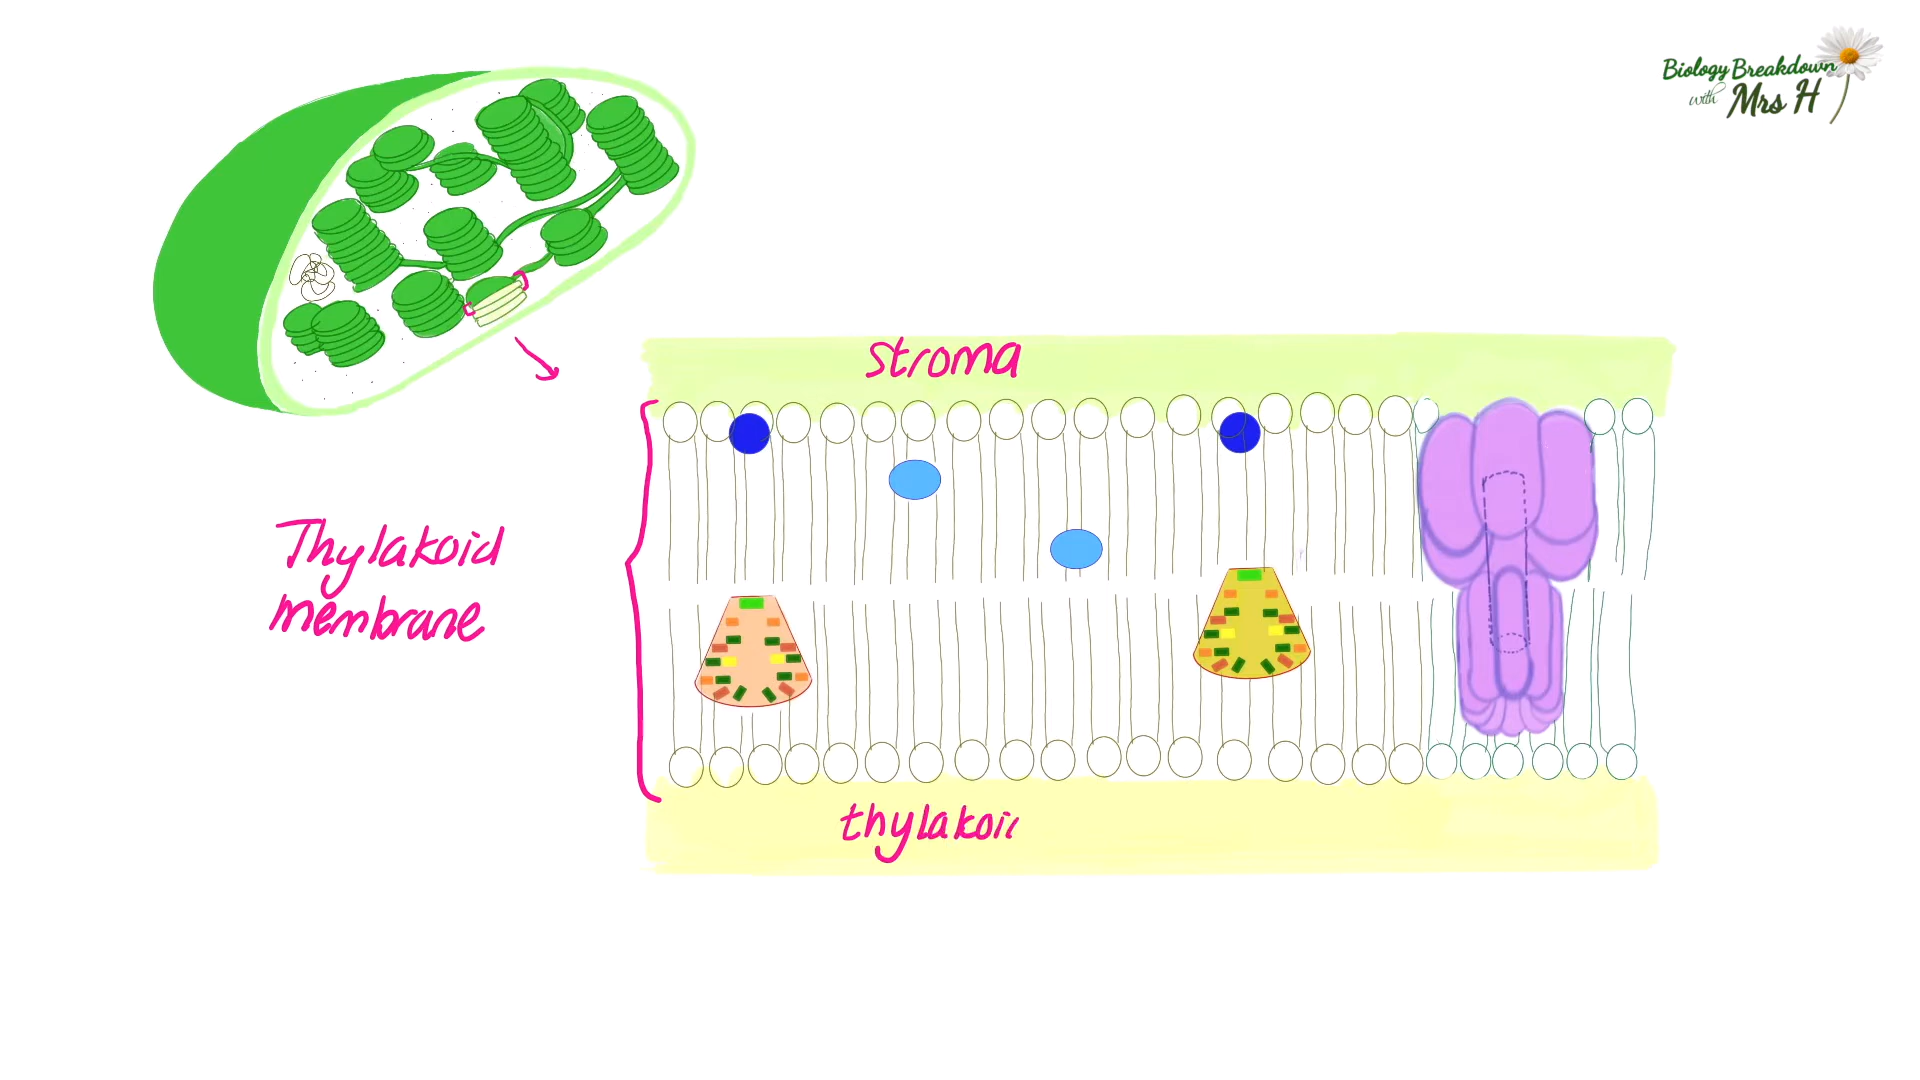 Biology Breakdown
with Mrs H
Stroma
Thylakoid
membrane
thylakoi